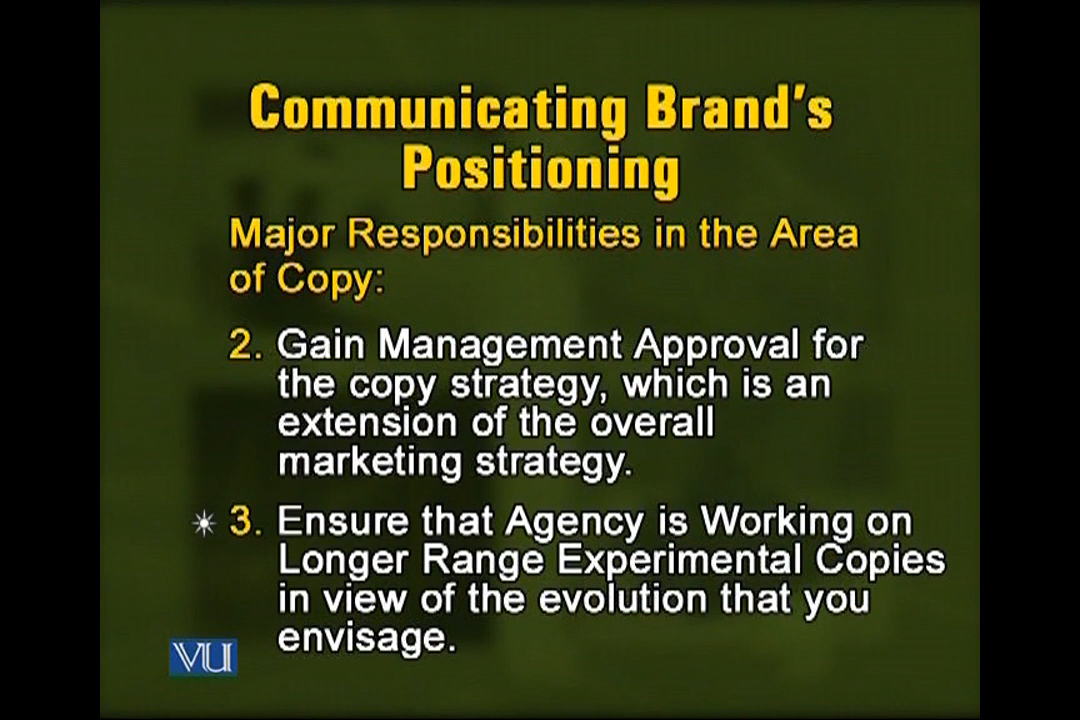 Communicating Brand's
Positioning
Major Responsibilities in the Area
of Copy:
2. Gain Management Approval for
the copy strategy, which is an
extension of the overall
marketing strategy.
3. Ensure that Agency is Working on
Longer Range Experimental Copies
in view of the evolution that you
envisage.
VU